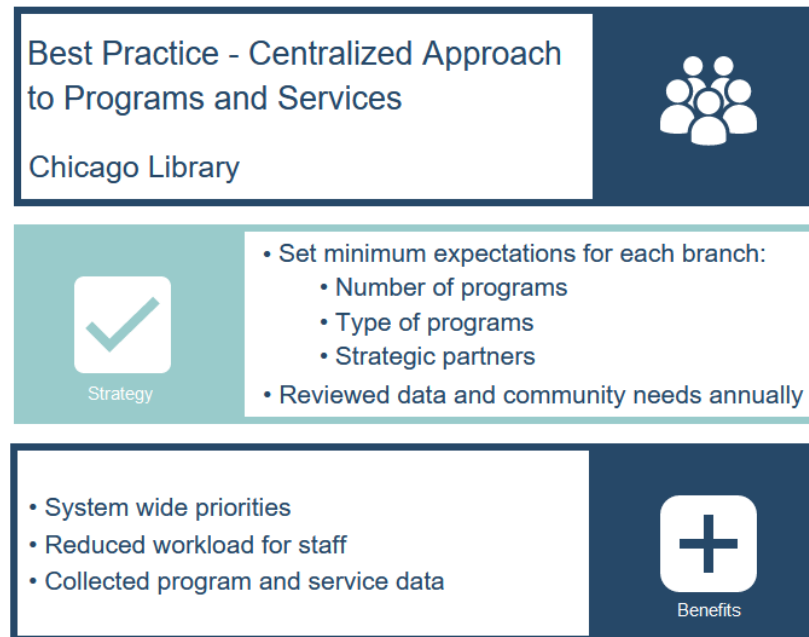 Best Practice - Centralized Approach
to Programs and Services
Chicago Library
• Set minimum expectations for each branch:
• Number of programs
• Type of programs
• Strategic partners
• Reviewed data and community needs annually
Strategy
• System wide priorities
• Reduced workload for staff
• Collected program and service data
Benefits